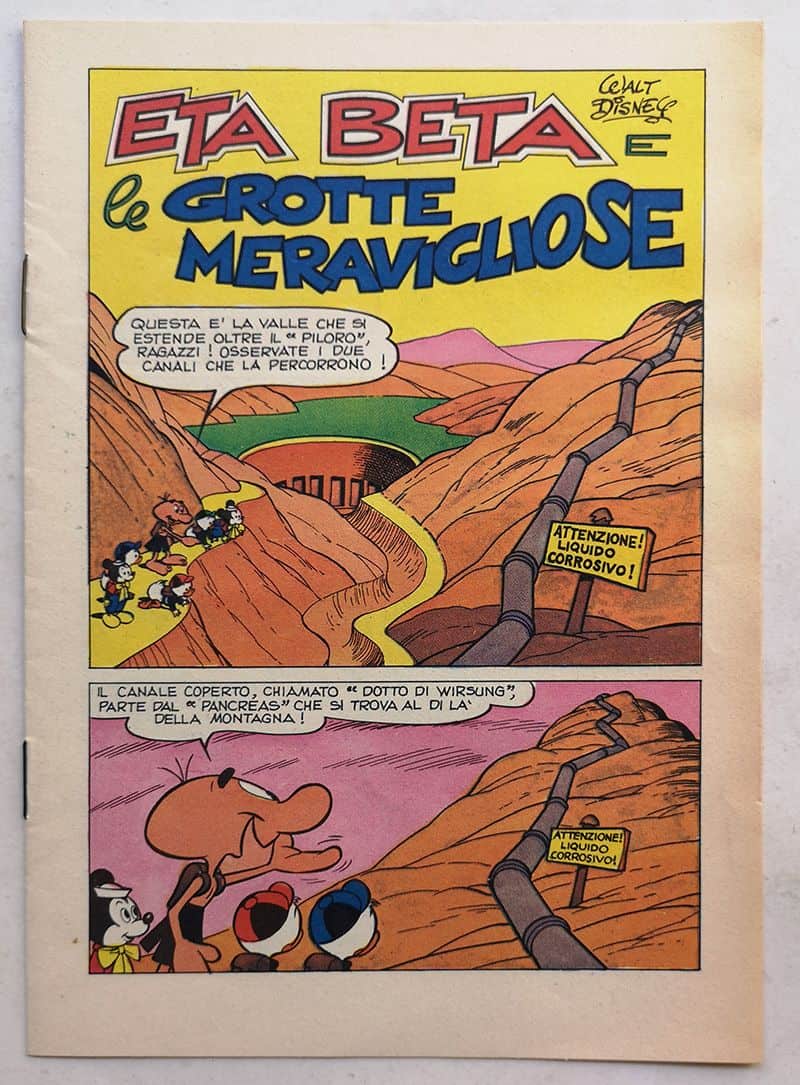 WALT
DISNEY
ETA BETA E
le GROTTE
MERAVIGLIOSE
QUESTA E' LA VALLE CHE SI
ESTENDE OLTRE IL "PILORO",
RAGAZZI! OSSERVATE I DUE
CANALI CHE LA PERCORRONO!
ATTENZIONE!
LIQUIDO
CORROSIVO!
IL CANALE COPERTO, CHIAMATO "DOTTO DI WIRSUNG",
PARTE DAL "PANCREAS" CHE SI TROVA AL DI LA'
DELLA MONTAGNA!
ATTENZIONE!
LIQUIDO
CORROSIVO!